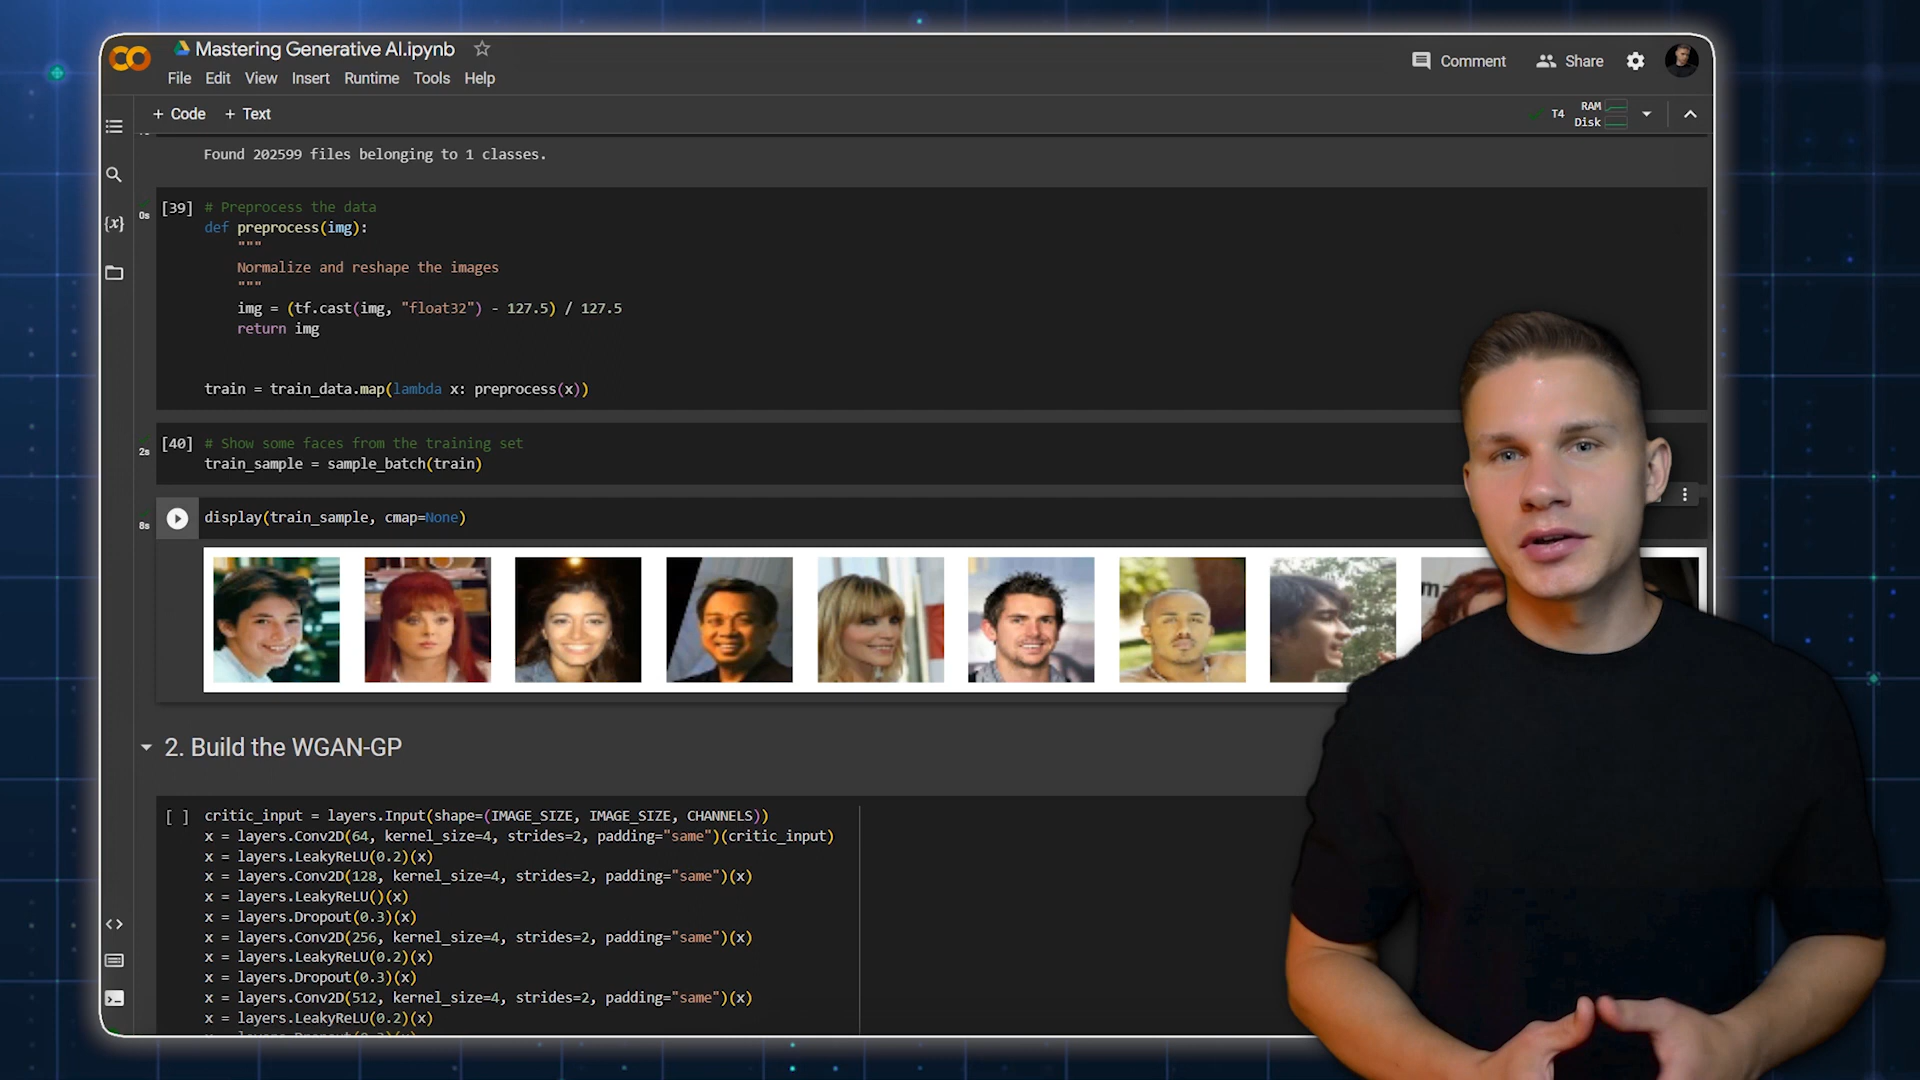 Mastering Generative AI.ipynb
File Edit View Insert Runtime Tools Help
Comment Share
+ Code + Text
T4 RAM Disk
Found 202599 files belonging to 1 classes.
0s [39] # Preprocess the data
def preprocess(img):
"""
Normalize and reshape the images
"""
img = (tf.cast(img, "float32") - 127.5) / 127.5
return img
train = train_data.map(lambda x: preprocess(x))
2s [40] # Show some faces from the training set
train_sample = sample_batch(train)
8s display(train_sample, cmap=None)
2. Build the WGAN-GP
[ ] critic_input = layers.Input(shape=(IMAGE_SIZE, IMAGE_SIZE, CHANNELS))
x = layers.Conv2D(64, kernel_size=4, strides=2, padding="same")(critic_input)
x = layers.LeakyReLU(0.2)(x)
x = layers.Conv2D(128, kernel_size=4, strides=2, padding="same")(x)
x = layers.LeakyReLU()(x)
x = layers.Dropout(0.3)(x)
x = layers.Conv2D(256, kernel_size=4, strides=2, padding="same")(x)
x = layers.LeakyReLU(0.2)(x)
x = layers.Dropout(0.3)(x)
x = layers.Conv2D(512, kernel_size=4, strides=2, padding="same")(x)
x = layers.LeakyReLU(0.2)(x)